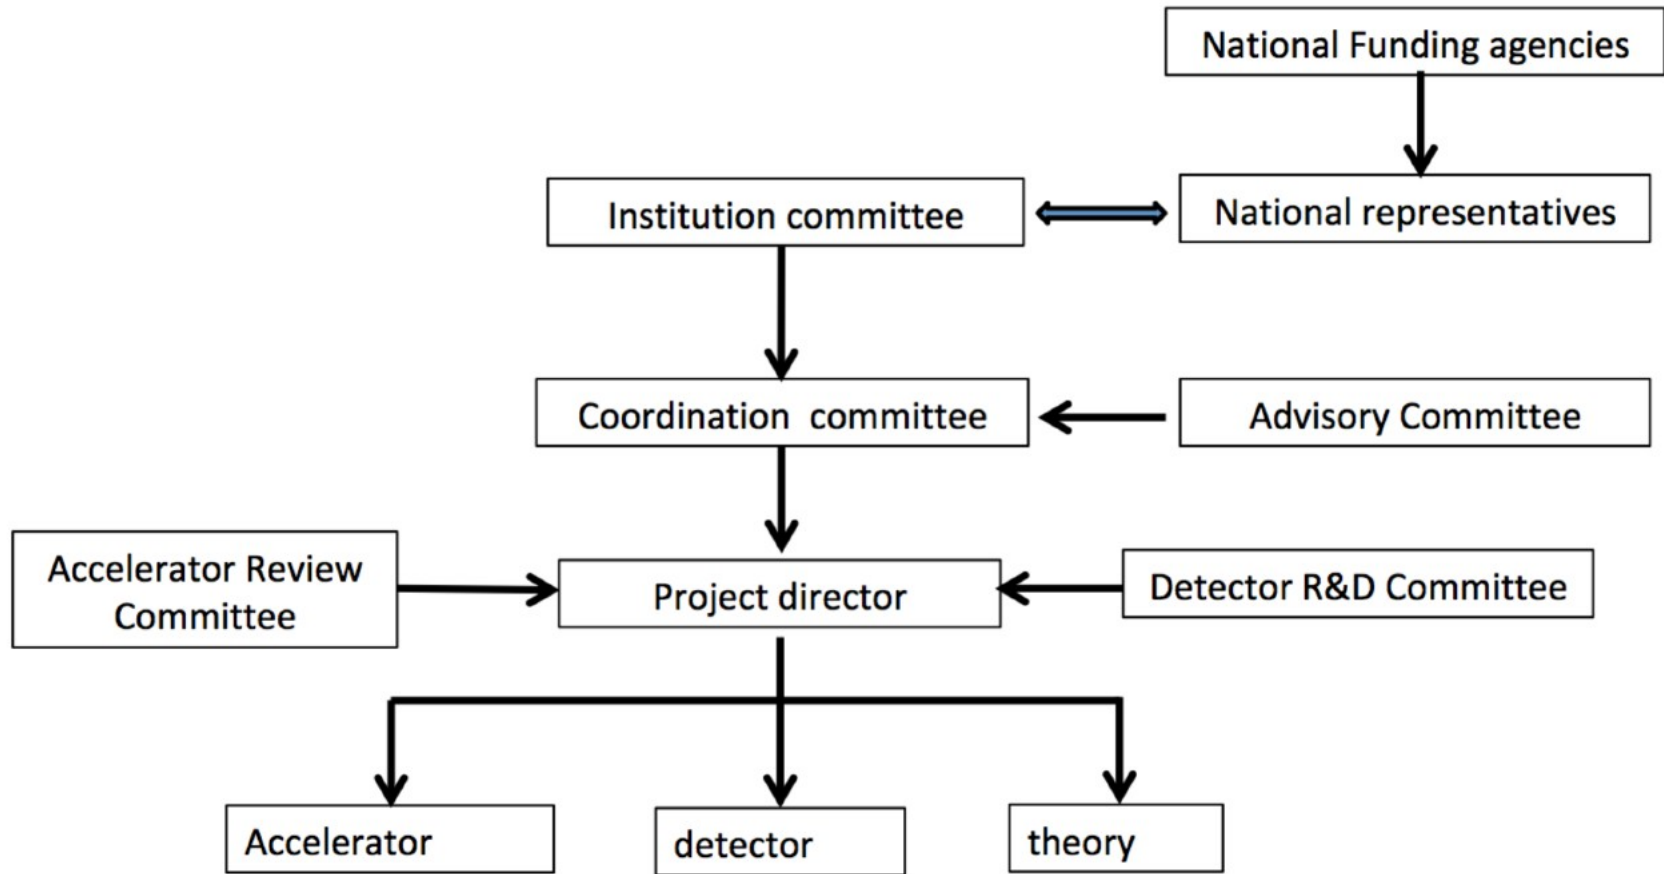 National Funding agencies
Institution committee
National representatives
Coordination  committee
Advisory Committee
Accelerator Review
Committee
Project director
Detector R&D Committee
Accelerator
detector
theory